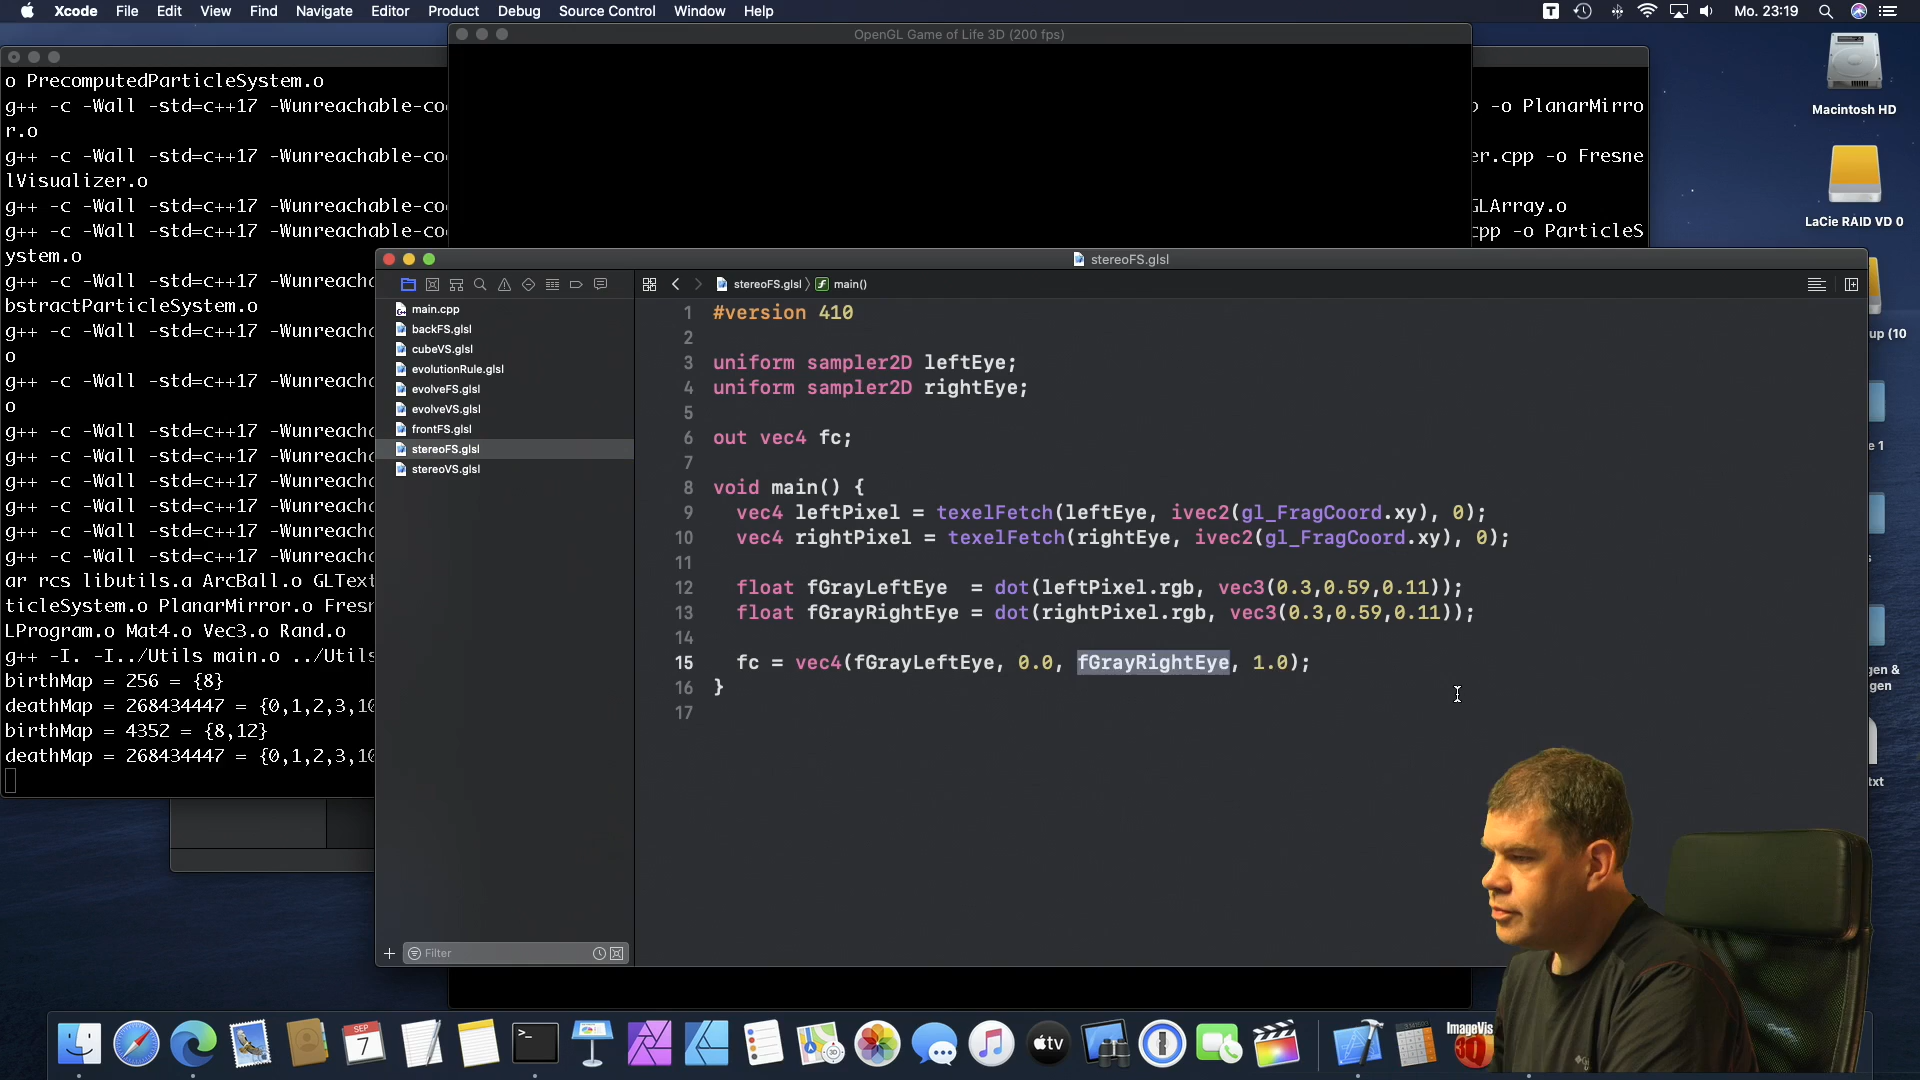 Xcode File Edit View Find Navigate Editor Product Debug Source Control Window Help
Mo. 23:19
OpenGL Game of Life 3D (200 fps)
o PrecomputedParticleSystem.o
g++ -c -Wall -std=c++17 -Wunreachable-co
r.o
g++ -c -Wall -std=c++17 -Wunreachable-co
lVisualizer.o
g++ -c -Wall -std=c++17 -Wunreachable-co
g++ -c -Wall -std=c++17 -Wunreachable-co
ystem.o
g++ -c -Wall -std=c++17 -Wunreacha
bstractParticleSystem.o
g++ -c -Wall -std=c++17 -Wunreacha
o
g++ -c -Wall -std=c++17 -Wunreacha
o
g++ -c -Wall -std=c++17 -Wunreacha
g++ -c -Wall -std=c++17 -Wunreacha
g++ -c -Wall -std=c++17 -Wunreacha
g++ -c -Wall -std=c++17 -Wunreacha
g++ -c -Wall -std=c++17 -Wunreacha
g++ -c -Wall -std=c++17 -Wunreacha
ar rcs libutils.a ArcBall.o GLText
ticleSystem.o PlanarMirror.o Fresn
LProgram.o Mat4.o Vec3.o Rand.o
g++ -I. -I../Utils main.o ../Utils
birthMap = 256 = {8}
deathMap = 268434447 = {0,1,2,3,10
birthMap = 4352 = {8,12}
deathMap = 268434447 = {0,1,2,3,10
-o PlanarMirro
er.cpp -o Fresne
GLArray.o
cpp -o ParticleS
stereoFS.glsl
main.cpp
backFS.glsl
cubeVS.glsl
evolutionRule.glsl
evolveFS.glsl
evolveVS.glsl
frontFS.glsl
stereoFS.glsl
stereoVS.glsl
Filter
stereoFS.glsl main()
1 #version 410
2
3 uniform sampler2D leftEye;
4 uniform sampler2D rightEye;
5
6 out vec4 fc;
7
8 void main() {
9 vec4 leftPixel = texelFetch(leftEye, ivec2(gl_FragCoord.xy), 0);
10 vec4 rightPixel = texelFetch(rightEye, ivec2(gl_FragCoord.xy), 0);
11
12 float fGrayLeftEye  = dot(leftPixel.rgb, vec3(0.3,0.59,0.11));
13 float fGrayRightEye = dot(rightPixel.rgb, vec3(0.3,0.59,0.11));
14
15 fc = vec4(fGrayLeftEye, 0.0, fGrayRightEye, 1.0);
16 }
17
Macintosh HD
LaCie RAID VD 0
up (10
e 1
s
gen &
gen
txt
SEP
7
tv
ImageVis
3D